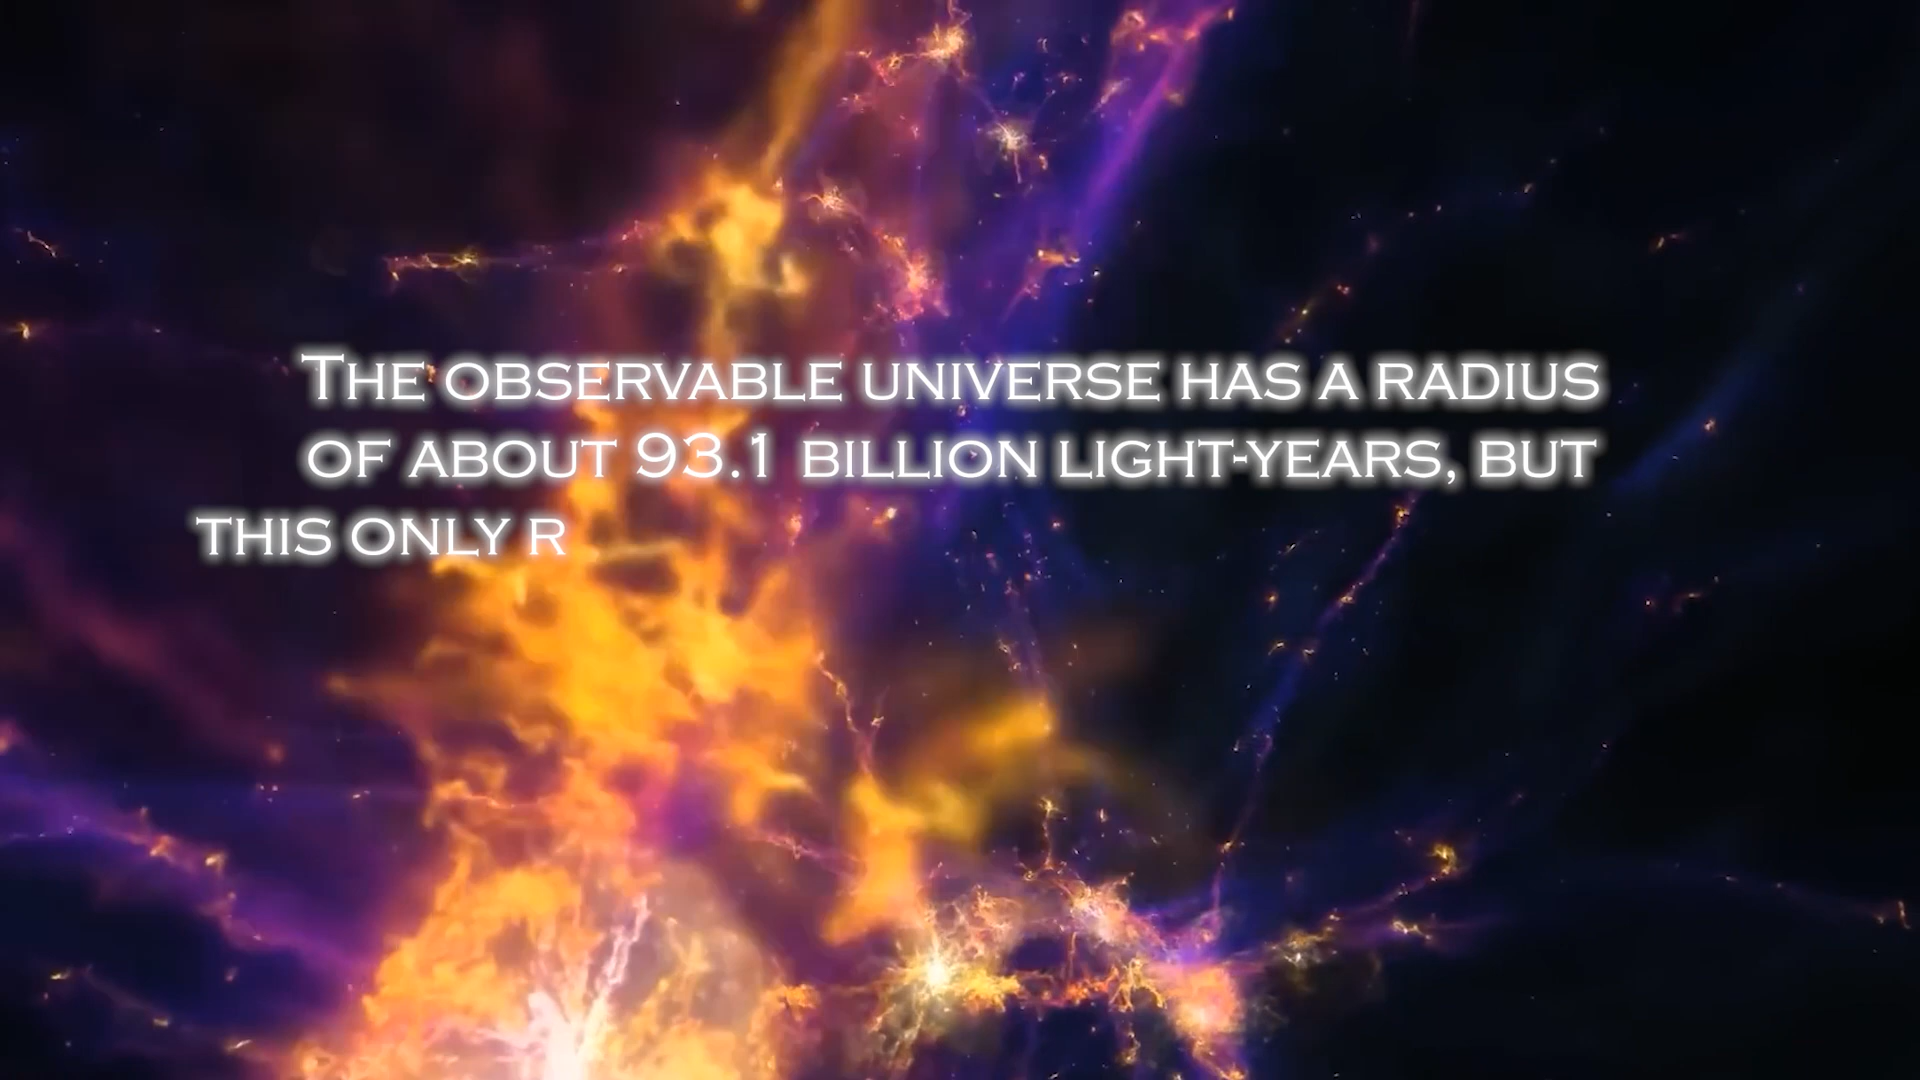 The observable universe has a radius
of about 93.1 billion light-years, but
this only r